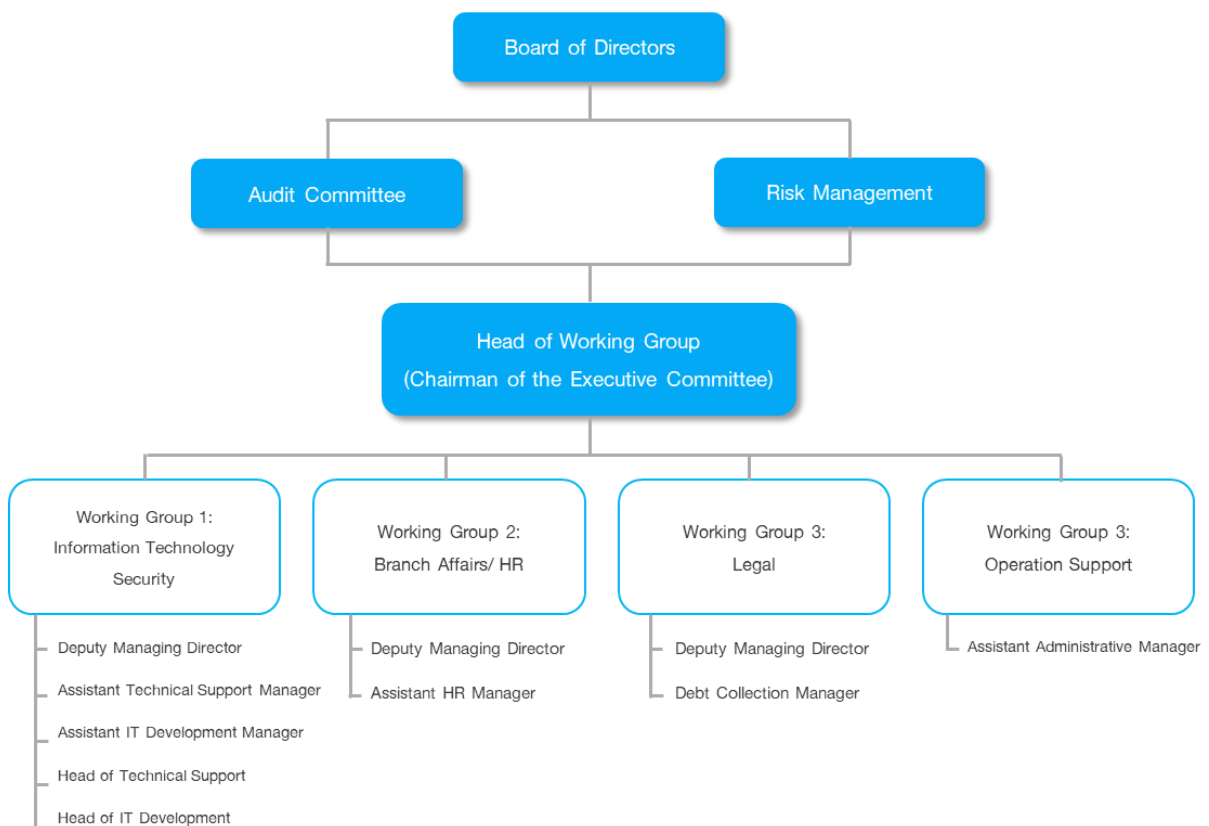 Board of Directors
Audit Committee
Risk Management
Head of Working Group
(Chairman of the Executive Committee)
Working Group 1:
Information Technology
Security
Working Group 2:
Branch Affairs/ HR
Working Group 3:
Legal
Working Group 3:
Operation Support
Deputy Managing Director
Assistant Technical Support Manager
Assistant IT Development Manager
Head of Technical Support
Head of IT Development
Deputy Managing Director
Assistant HR Manager
Deputy Managing Director
Debt Collection Manager
Assistant Administrative Manager